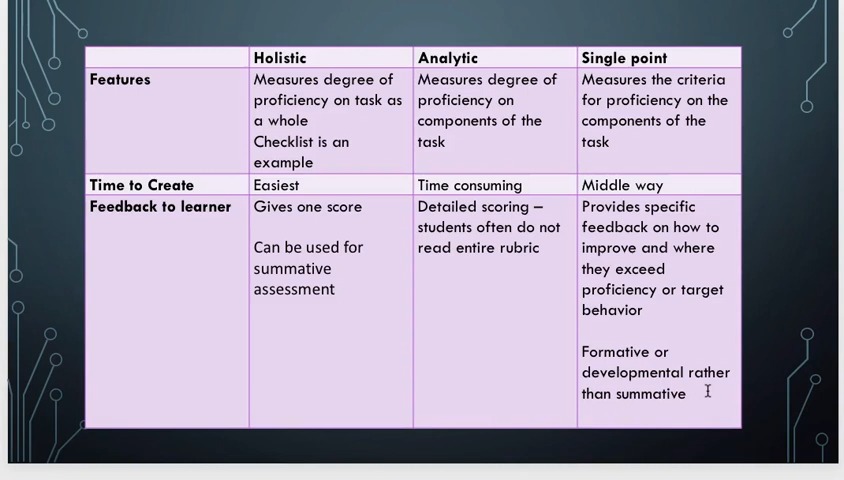 Holistic Analytic Single point
Features
Measures degree of
proficiency on task as
a whole
Checklist is an
example
Measures degree of
proficiency on
components of the
task
Measures the criteria
for proficiency on the
components of the
task
Time to Create Easiest Time consuming Middle way
Feedback to learner
Gives one score
Can be used for
summative
assessment
Detailed scoring –
students often do not
read entire rubric
Provides specific
feedback on how to
improve and where
they exceed
proficiency or target
behavior
Formative or
developmental rather
than summative